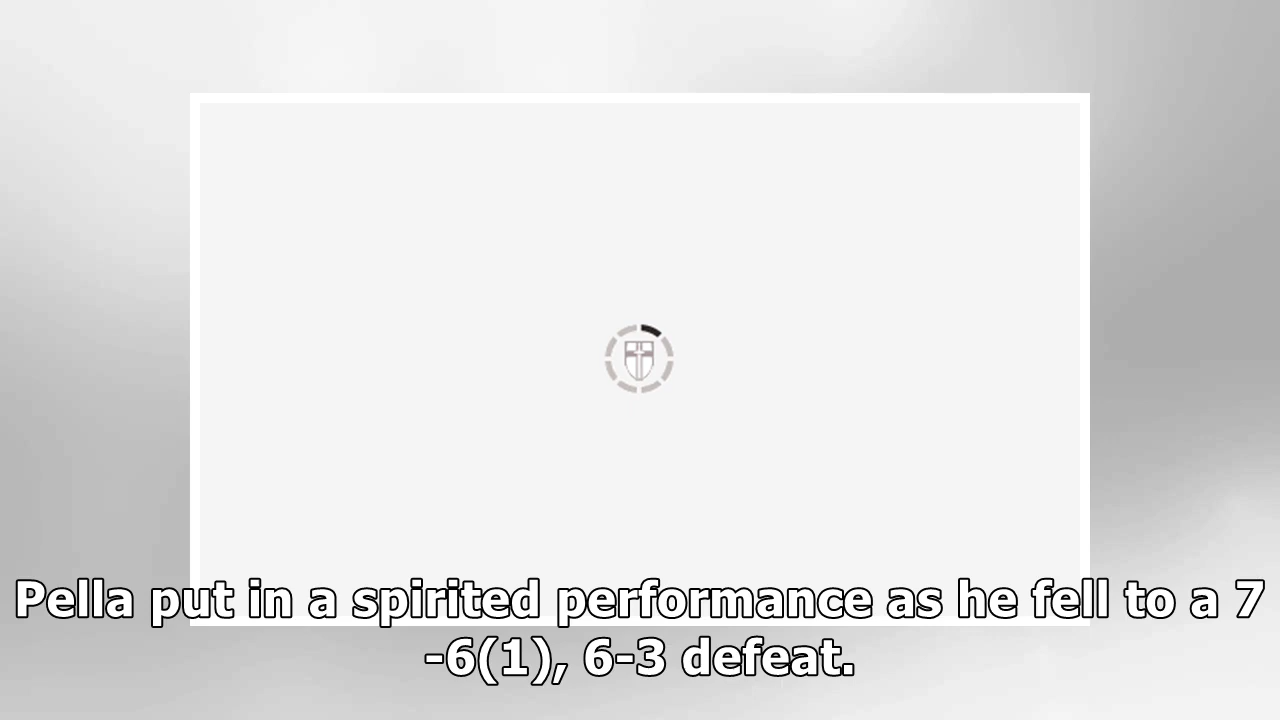 Pella put in a spirited performance as he fell to a 7
-6(1), 6-3 defeat.